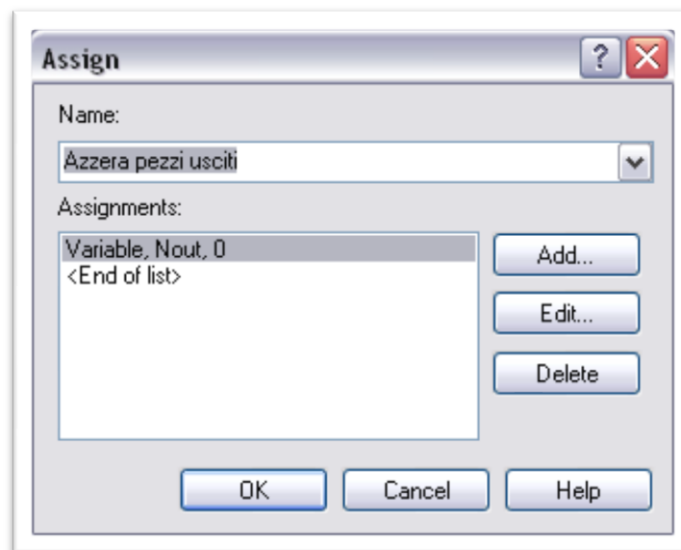 Assign
?
Name:
Azzera pezzi usciti
Assignments:
Variable, Nout, 0
<End of list>
Add...
Edit...
Delete
OK
Cancel
Help